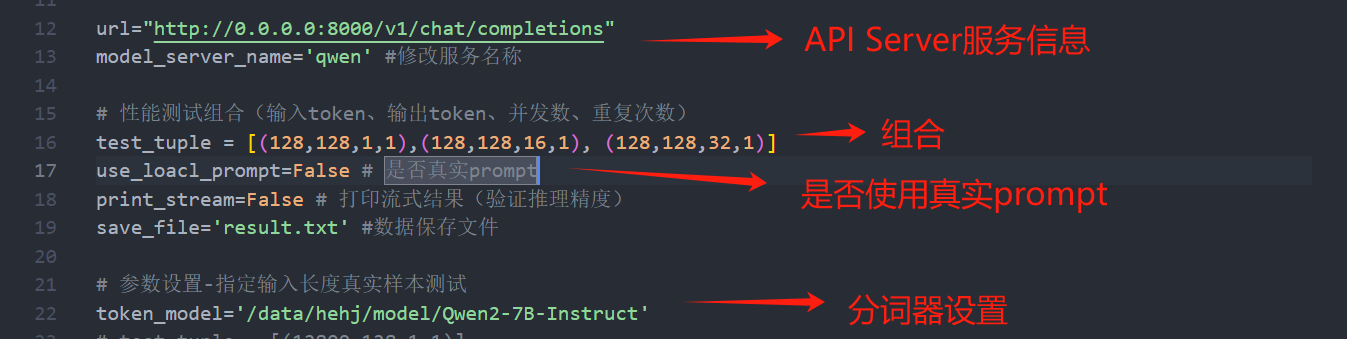 12 url="http://0.0.0.0:8000/v1/chat/completions"
API Server服务信息
13 model_server_name='qwen' #修改服务名称
14
15 # 性能测试组合（输入token、输出token、并发数、重复次数）
16 test_tuple = [(128,128,1,1),(128,128,16,1), (128,128,32,1)]
组合
17 use_loacl_prompt=False # 是否真实prompt
是否使用真实prompt
18 print_stream=False # 打印流式结果（验证推理精度）
19 save_file='result.txt' #数据保存文件
20
21 # 参数设置-指定输入长度真实样本测试
22 token_model='/data/hehj/model/Qwen2-7B-Instruct'
分词器设置